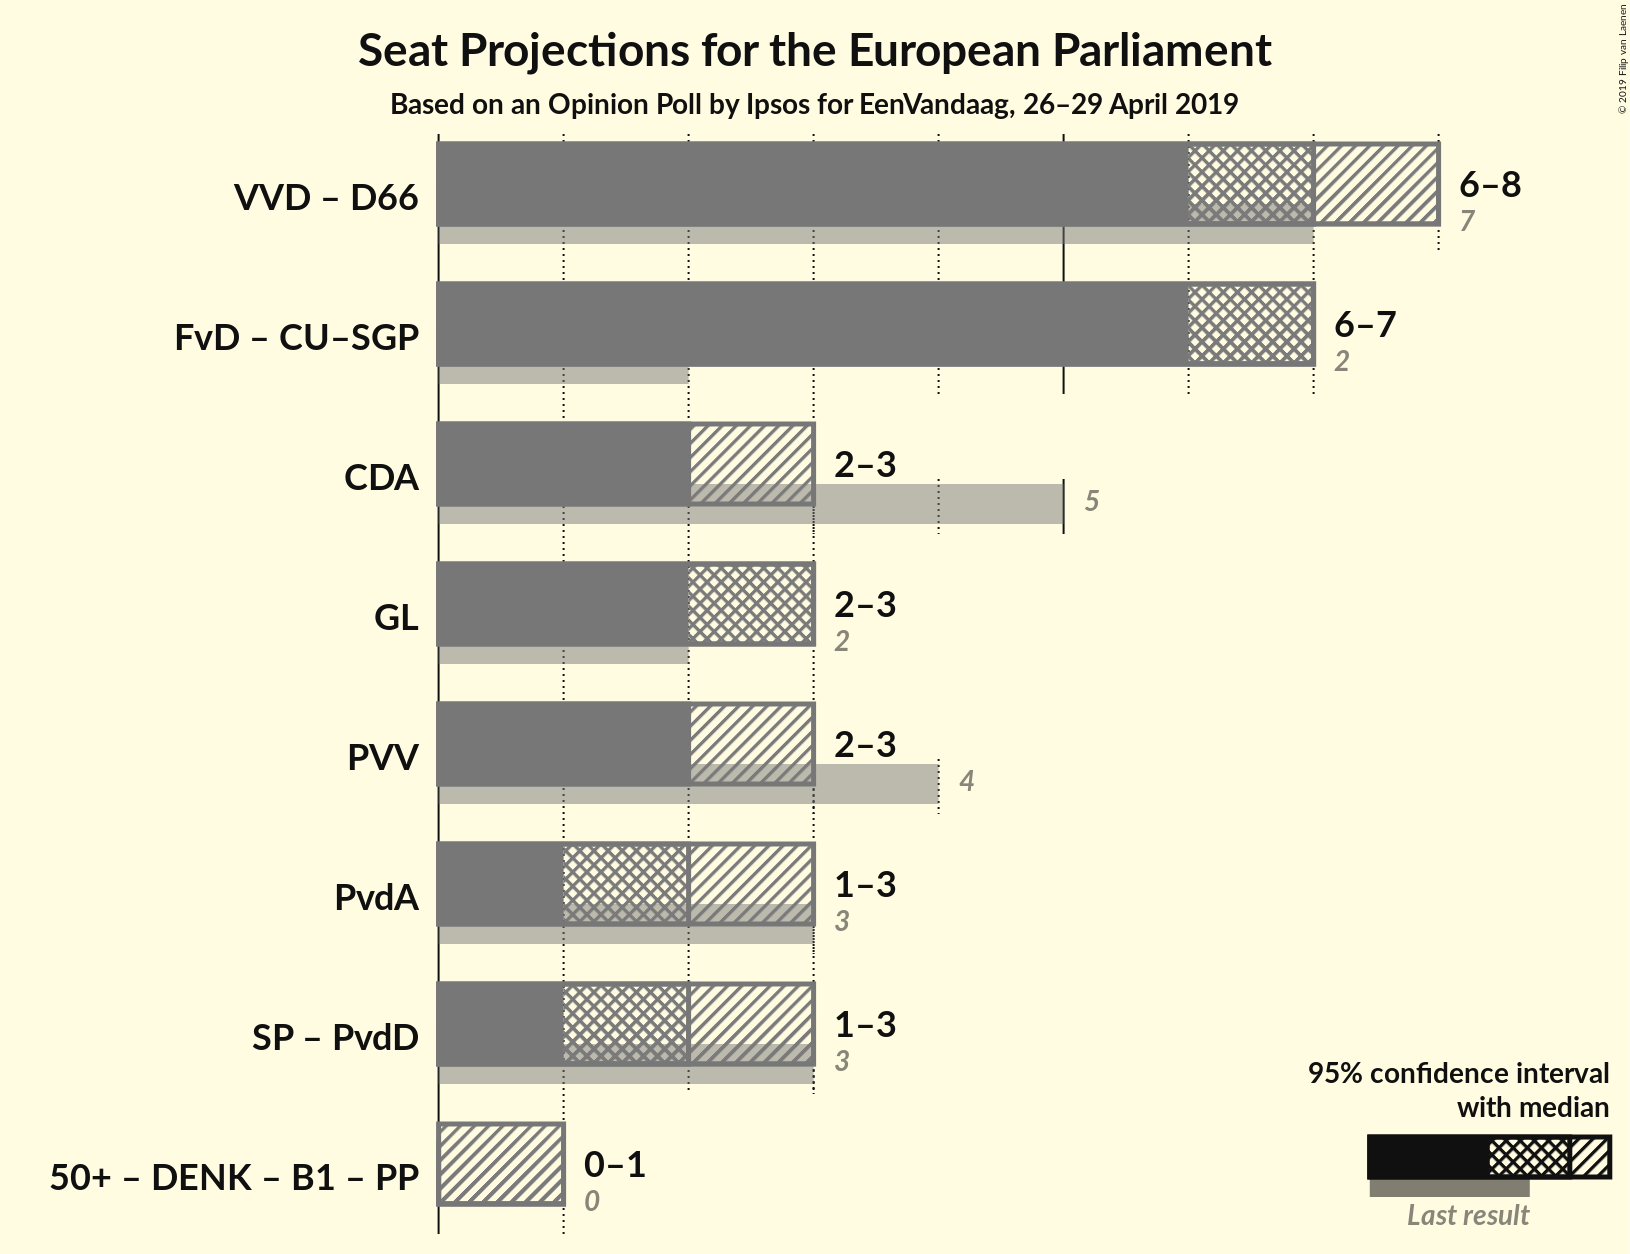 Seat Projections for the European Parliament
Based on an Opinion Poll by Ipsos for EenVandaag, 26–29 April 2019
© 2019 Filip van Laenen
VVD – D66
6–8
7
FvD – CU–SGP
6–7
2
CDA
2–3
5
GL
2–3
2
PVV
2–3
4
PvdA
1–3
3
SP – PvdD
1–3
3
50+ – DENK – B1 – PP
0–1
0
95% confidence interval
with median
Last result